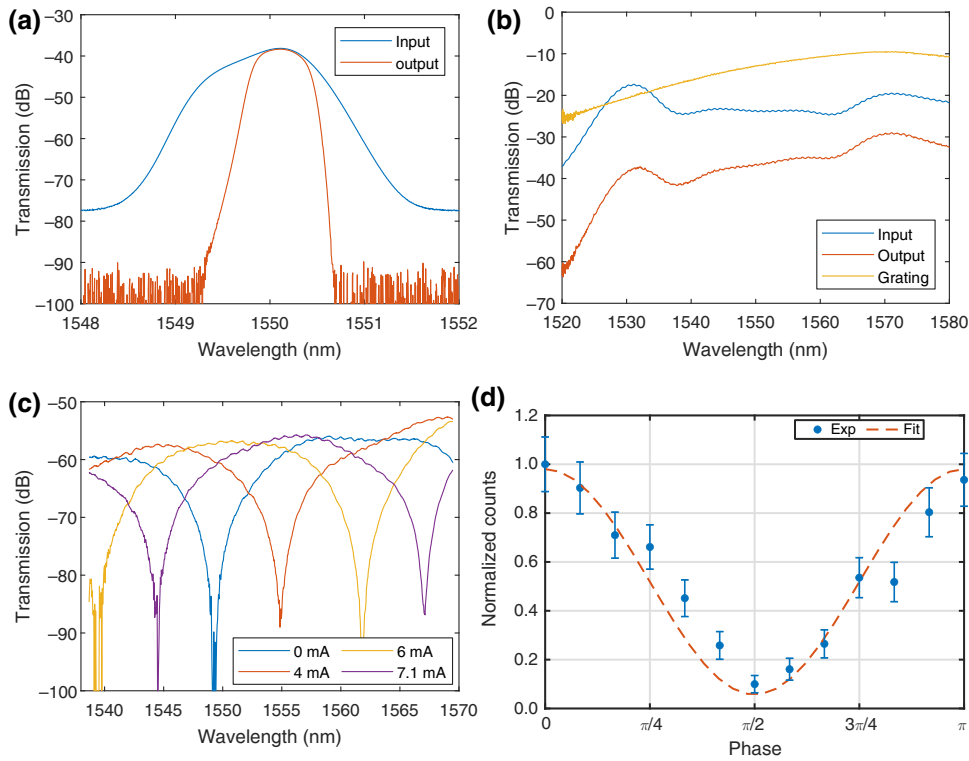 (a)
Transmission (dB)
–30
–40
–50
–60
–70
–80
–90
–100
1548
1549
1550
1551
1552
Wavelength (nm)
Input
output
(b)
Transmission (dB)
0
–10
–20
–30
–40
–50
–60
–70
1520
1530
1540
1550
1560
1570
1580
Wavelength (nm)
Input
Output
Grating
(c)
Transmission (dB)
–50
–60
–70
–80
–90
–100
1540
1545
1550
1555
1560
1565
1570
Wavelength (nm)
0 mA
4 mA
6 mA
7.1 mA
(d)
Normalized counts
1.2
1.0
0.8
0.6
0.4
0.2
0
0
π/4
π/2
3π/4
π
Phase
Exp
Fit